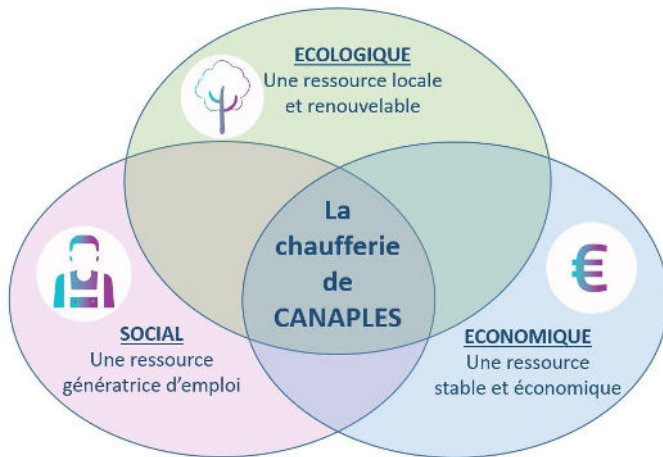 ECOLOGIQUE
Une ressource locale
et renouvelable
La
chaufferie
de
CANAPLES
SOCIAL
Une ressource
génératrice d’emploi
€
ECONOMIQUE
Une ressource
stable et économique